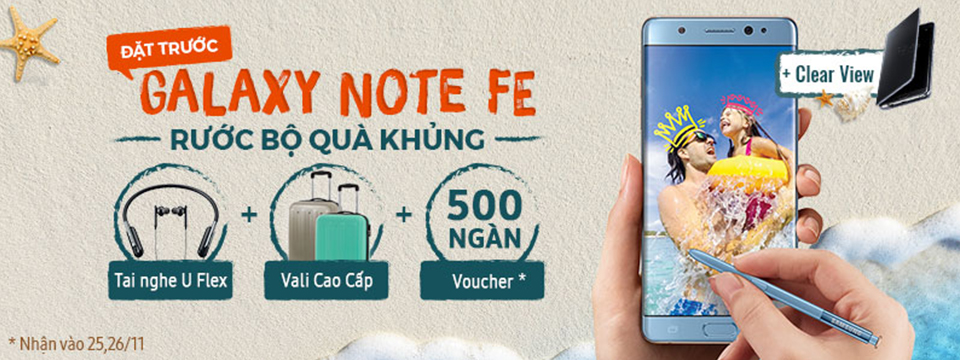 ĐẶT TRƯỚC
GALAXY NOTE FE
RƯỚC BỘ QUÀ KHỦNG
+ Clear View
+
+
500
NGÀN
Tai nghe U Flex
Vali Cao Cấp
Voucher *
* Nhận vào 25,26/11
SAMSUNG